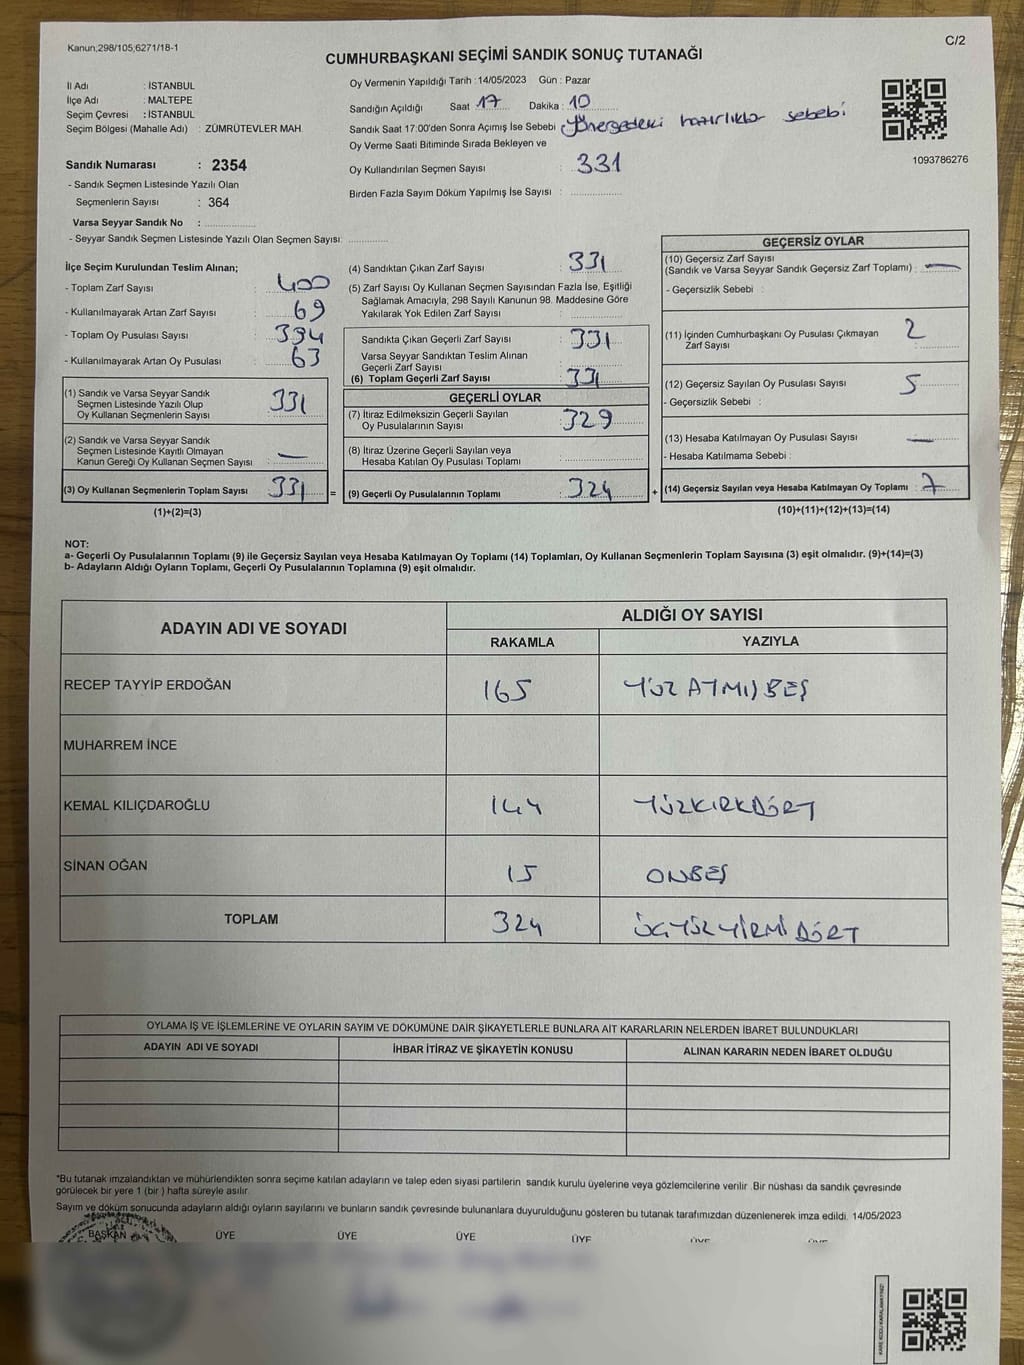 Kanun;298/105;6271/18-1
C/2
CUMHURBAŞKANI SEÇİMİ SANDIK SONUÇ TUTANAĞI
İl Adı : İSTANBUL
İlçe Adı : MALTEPE
Seçim Çevresi : İSTANBUL
Seçim Bölgesi (Mahalle Adı) : ZÜMRÜTEVLER MAH.
Sandık Numarası : 2354
- Sandık Seçmen Listesinde Yazılı Olan
Seçmenlerin Sayısı : 364
Varsa Seyyar Sandık No :
- Seyyar Sandık Seçmen Listesinde Yazılı Olan Seçmen Sayısı:
Oy Vermenin Yapıldığı Tarih : 14/05/2023 Gün : Pazar
Sandığın Açıldığı Saat 17 Dakika : 10
Sandık Saat 17:00'den Sonra Açımış İse Sebebi hazırlıklar sebebi
Oy Verme Saati Bitiminde Sırada Bekleyen ve
Oy Kullandırılan Seçmen Sayısı : 331
Birden Fazla Sayım Döküm Yapılmış İse Sayısı :
1093786276
İlçe Seçim Kurulundan Teslim Alınan;
- Toplam Zarf Sayısı : 400
- Kullanılmayarak Artan Zarf Sayısı : 69
- Toplam Oy Pusulası Sayısı : 394
- Kullanılmayarak Artan Oy Pusulası : 63
(1) Sandık ve Varsa Seyyar Sandık
Seçmen Listesinde Yazılı Olup
Oy Kullanan Seçmenlerin Sayısı : 331
(2) Sandık ve Varsa Seyyar Sandık
Seçmen Listesinde Kayıtlı Olmayan
Kanun Gereği Oy Kullanan Seçmen Sayısı : —
(3) Oy Kullanan Seçmenlerin Toplam Sayısı : 331 =
(1)+(2)=(3)
(4) Sandıktan Çıkan Zarf Sayısı : 331
(5) Zarf Sayısı Oy Kullanan Seçmen Sayısından Fazla İse, Eşitliği
Sağlamak Amacıyla, 298 Sayılı Kanunun 98. Maddesine Göre
Yakılarak Yok Edilen Zarf Sayısı :
Sandıkta Çıkan Geçerli Zarf Sayısı : 331
Varsa Seyyar Sandıktan Teslim Alınan
Geçerli Zarf Sayısı :
(6) Toplam Geçerli Zarf Sayısı : 331
GEÇERLİ OYLAR
(7) İtiraz Edilmeksizin Geçerli Sayılan
Oy Pusulalarının Sayısı : 329
(8) İtiraz Üzerine Geçerli Sayılan veya
Hesaba Katılan Oy Pusulası Toplamı :
(9) Geçerli Oy Pusulalarının Toplamı : 324 +
GEÇERSİZ OYLAR
(10) Geçersiz Zarf Sayısı
(Sandık ve Varsa Seyyar Sandık Geçersiz Zarf Toplamı) : —
- Geçersizlik Sebebi :
(11) İçinden Cumhurbaşkanı Oy Pusulası Çıkmayan
Zarf Sayısı : 2
(12) Geçersiz Sayılan Oy Pusulası Sayısı : 5
- Geçersizlik Sebebi :
(13) Hesaba Katılmayan Oy Pusulası Sayısı : —
- Hesaba Katılmama Sebebi :
(14) Geçersiz Sayılan veya Hesaba Katılmayan Oy Toplamı : 7
(10)+(11)+(12)+(13)=(14)
NOT:
a- Geçerli Oy Pusulalarının Toplamı (9) ile Geçersiz Sayılan veya Hesaba Katılmayan Oy Toplamı (14) Toplamları, Oy Kullanan Seçmenlerin Toplam Sayısına (3) eşit olmalıdır. (9)+(14)=(3)
b- Adayların Aldığı Oyların Toplamı, Geçerli Oy Pusulalarının Toplamına (9) eşit olmalıdır.
ADAYIN ADI VE SOYADI ALDIĞI OY SAYISI
RAKAMLA YAZIYLA
RECEP TAYYİP ERDOĞAN 165 YÜZ ATMIŞ BEŞ
MUHARREM İNCE
KEMAL KILIÇDAROĞLU 144 YÜZKIRKDÖRT
SİNAN OĞAN 15 ONBEŞ
TOPLAM 324 ÜÇYÜZYİRMİ DÖRT
OYLAMA İŞ VE İŞLEMLERİNE VE OYLARIN SAYIM VE DÖKÜMÜNE DAİR ŞİKAYETLERLE BUNLARA AİT KARARLARIN NELERDEN İBARET BULUNDUKLARI
ADAYIN ADI VE SOYADI İHBAR İTİRAZ VE ŞİKAYETİN KONUSU ALINAN KARARIN NEDEN İBARET OLDUĞU
*Bu tutanak imzalandıktan ve mühürlendikten sonra seçime katılan adayların ve talep eden siyasi partilerin sandık kurulu üyelerine veya gözlemcilerine verilir .Bir nüshası da sandık çevresinde
görülecek bir yere 1 (bir ) hafta süreyle asılır.
Sayım ve döküm sonucunda adayların aldığı oyların sayılarını ve bunların sandık çevresinde bulunanlara duyurulduğunu gösteren bu tutanak tarafımızdan düzenlenerek imza edildi. 14/05/2023
BAŞKAN ÜYE ÜYE ÜYE ÜYE ÜYE ÜYE